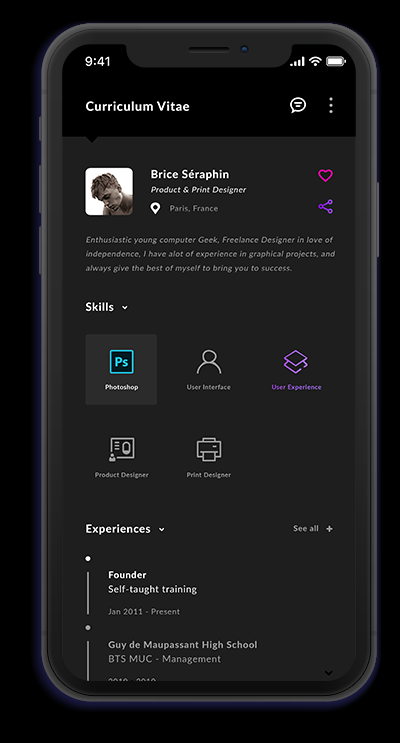 9:41
Curriculum Vitae
Brice Séraphin
Product & Print Designer
Paris, France
Enthusiastic young computer Geek, Freelance Designer in love of
independence, I have alot of experience in graphical projects, and
always give the best of myself to bring you to success.
Skills
Ps
Photoshop
User Interface
User Experience
Product Designer
Print Designer
Experiences
See all +
Founder
Self-taught training
Jan 2011 - Present
Guy de Maupassant High School
BTS MUC - Management